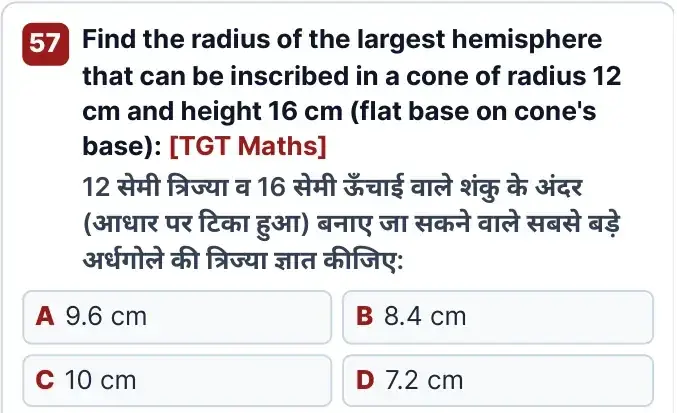 57 Find the radius of the largest hemisphere
that can be inscribed in a cone of radius 12
cm and height 16 cm (flat base on cone's
base): [TGT Maths]
12 सेमी त्रिज्या व 16 सेमी ऊँचाई वाले शंकु के अंदर
(आधार पर टिका हुआ) बनाए जा सकने वाले सबसे बड़े
अर्धगोले की त्रिज्या ज्ञात कीजिए:
A 9.6 cm
B 8.4 cm
C 10 cm
D 7.2 cm